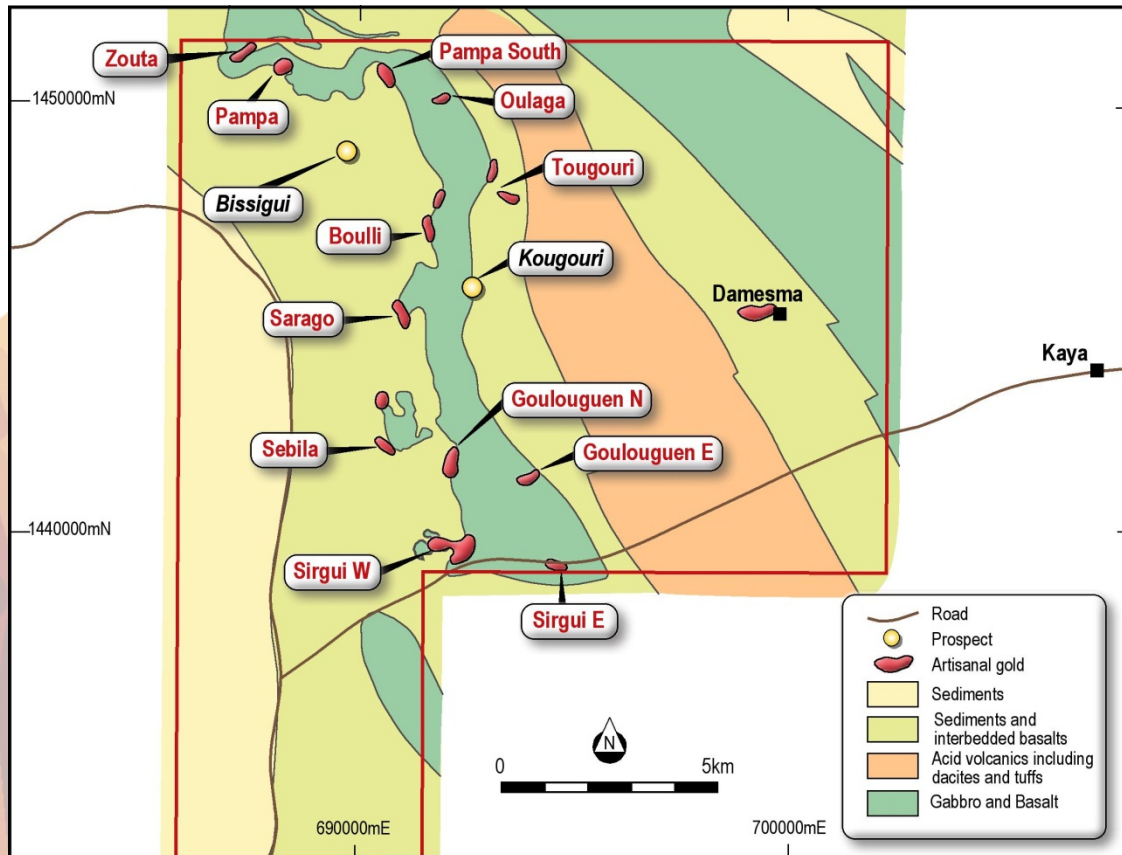 Zouta
Pampa South
1450000mN
Pampa
Oulaga
Tougouri
Bissigui
Boulli
Kougouri
Damesma
Sarago
Kaya
Goulouguen N
Sebila
Goulouguen E
1440000mN
Sirgui W
Sirgui E
Road
Prospect
Artisanal gold
Sediments
Sediments and
interbedded basalts
Acid volcanics including
dacites and tuffs
Gabbro and Basalt
N
0 5km
690000mE
700000mE